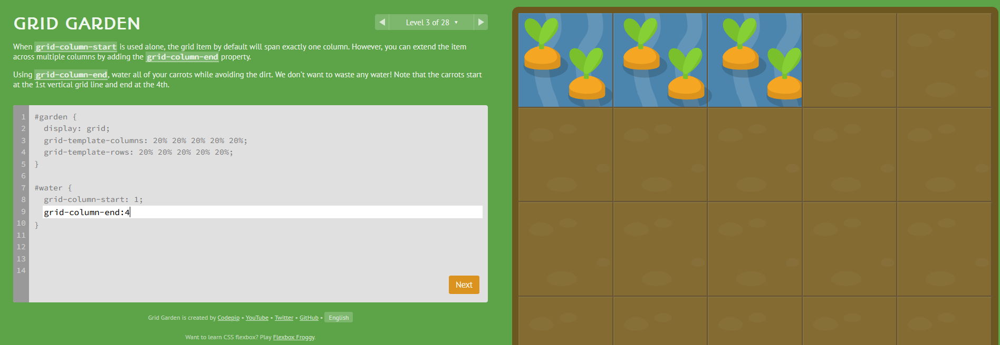 GRID GARDEN
◀ Level 3 of 28 ▼ ▶
When grid-column-start is used alone, the grid item by default will span exactly one column. However, you can extend the item
across multiple columns by adding the grid-column-end property.
Using grid-column-end, water all of your carrots while avoiding the dirt. We don't want to waste any water! Note that the carrots start
at the 1st vertical grid line and end at the 4th.
1 #garden {
2 display: grid;
3 grid-template-columns: 20% 20% 20% 20% 20%;
4 grid-template-rows: 20% 20% 20% 20% 20%;
5 }
6
7 #water {
8 grid-column-start: 1;
9 grid-column-end:4
10 }
11
12
13
14
Next
Grid Garden is created by Codepip • YouTube • Twitter • GitHub • English
Want to learn CSS flexbox? Play Flexbox Froggy.